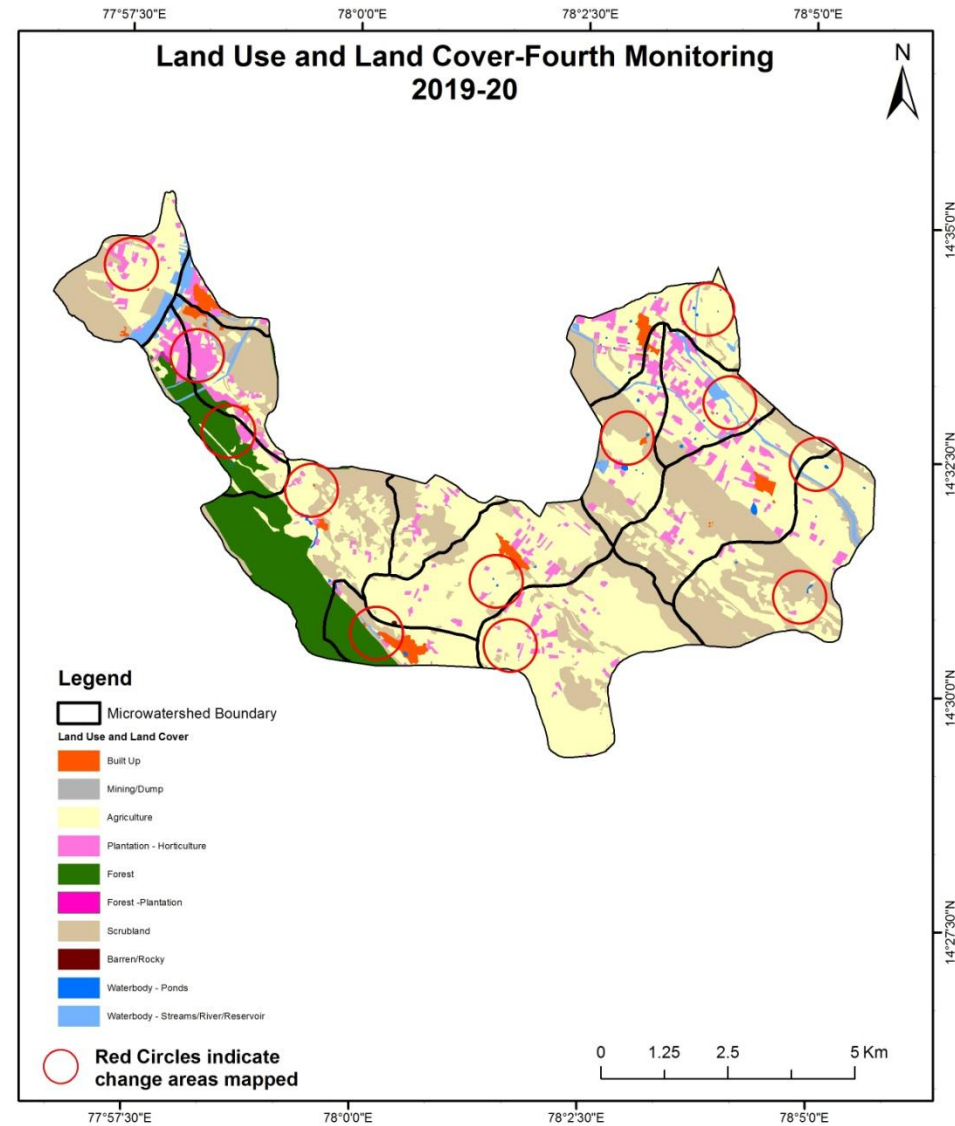 77°57'30"E 78°0'0"E 78°2'30"E 78°5'0"E
Land Use and Land Cover-Fourth Monitoring
2019-20
N
14°35'0"N
14°32'30"N
14°30'0"N
14°27'30"N
Legend
Microwatershed Boundary
Land Use and Land Cover
Built Up
Mining/Dump
Agriculture
Plantation - Horticulture
Forest
Forest -Plantation
Scrubland
Barren/Rocky
Waterbody - Ponds
Waterbody - Streams/River/Reservoir
Red Circles indicate
change areas mapped
0 1.25 2.5 5 Km
77°57'30"E 78°0'0"E 78°2'30"E 78°5'0"E